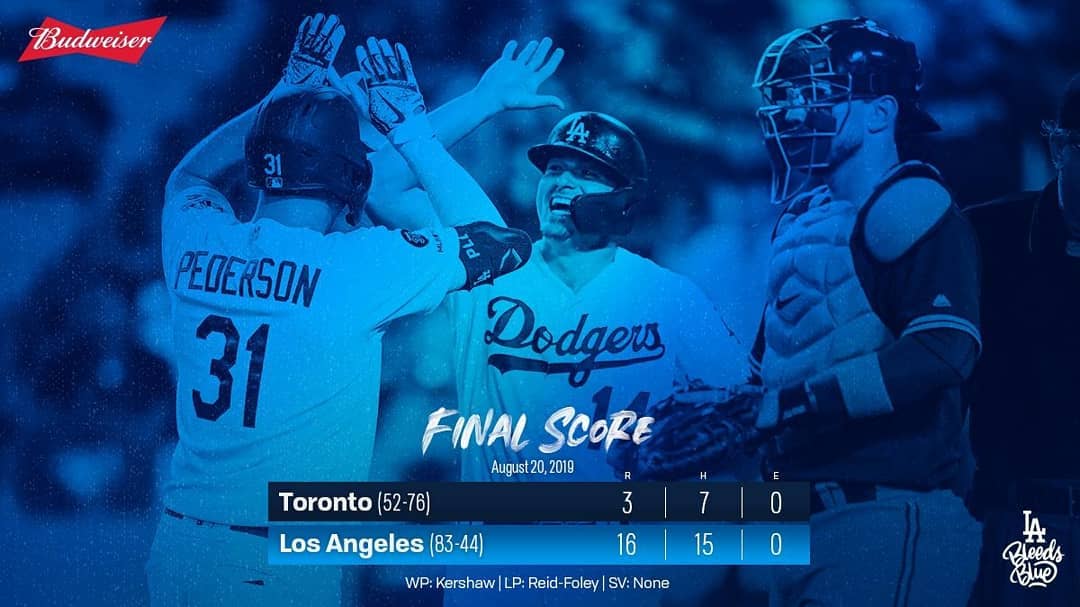 Budweiser
31
LA
PEDERSON
31
Dodgers
14
FINAL SCORE
August 20, 2019
R H E
Toronto (52-76) 3 7 0
Los Angeles (83-44) 16 15 0
WP: Kershaw | LP: Reid-Foley | SV: None
LA
Bleeds
Blue